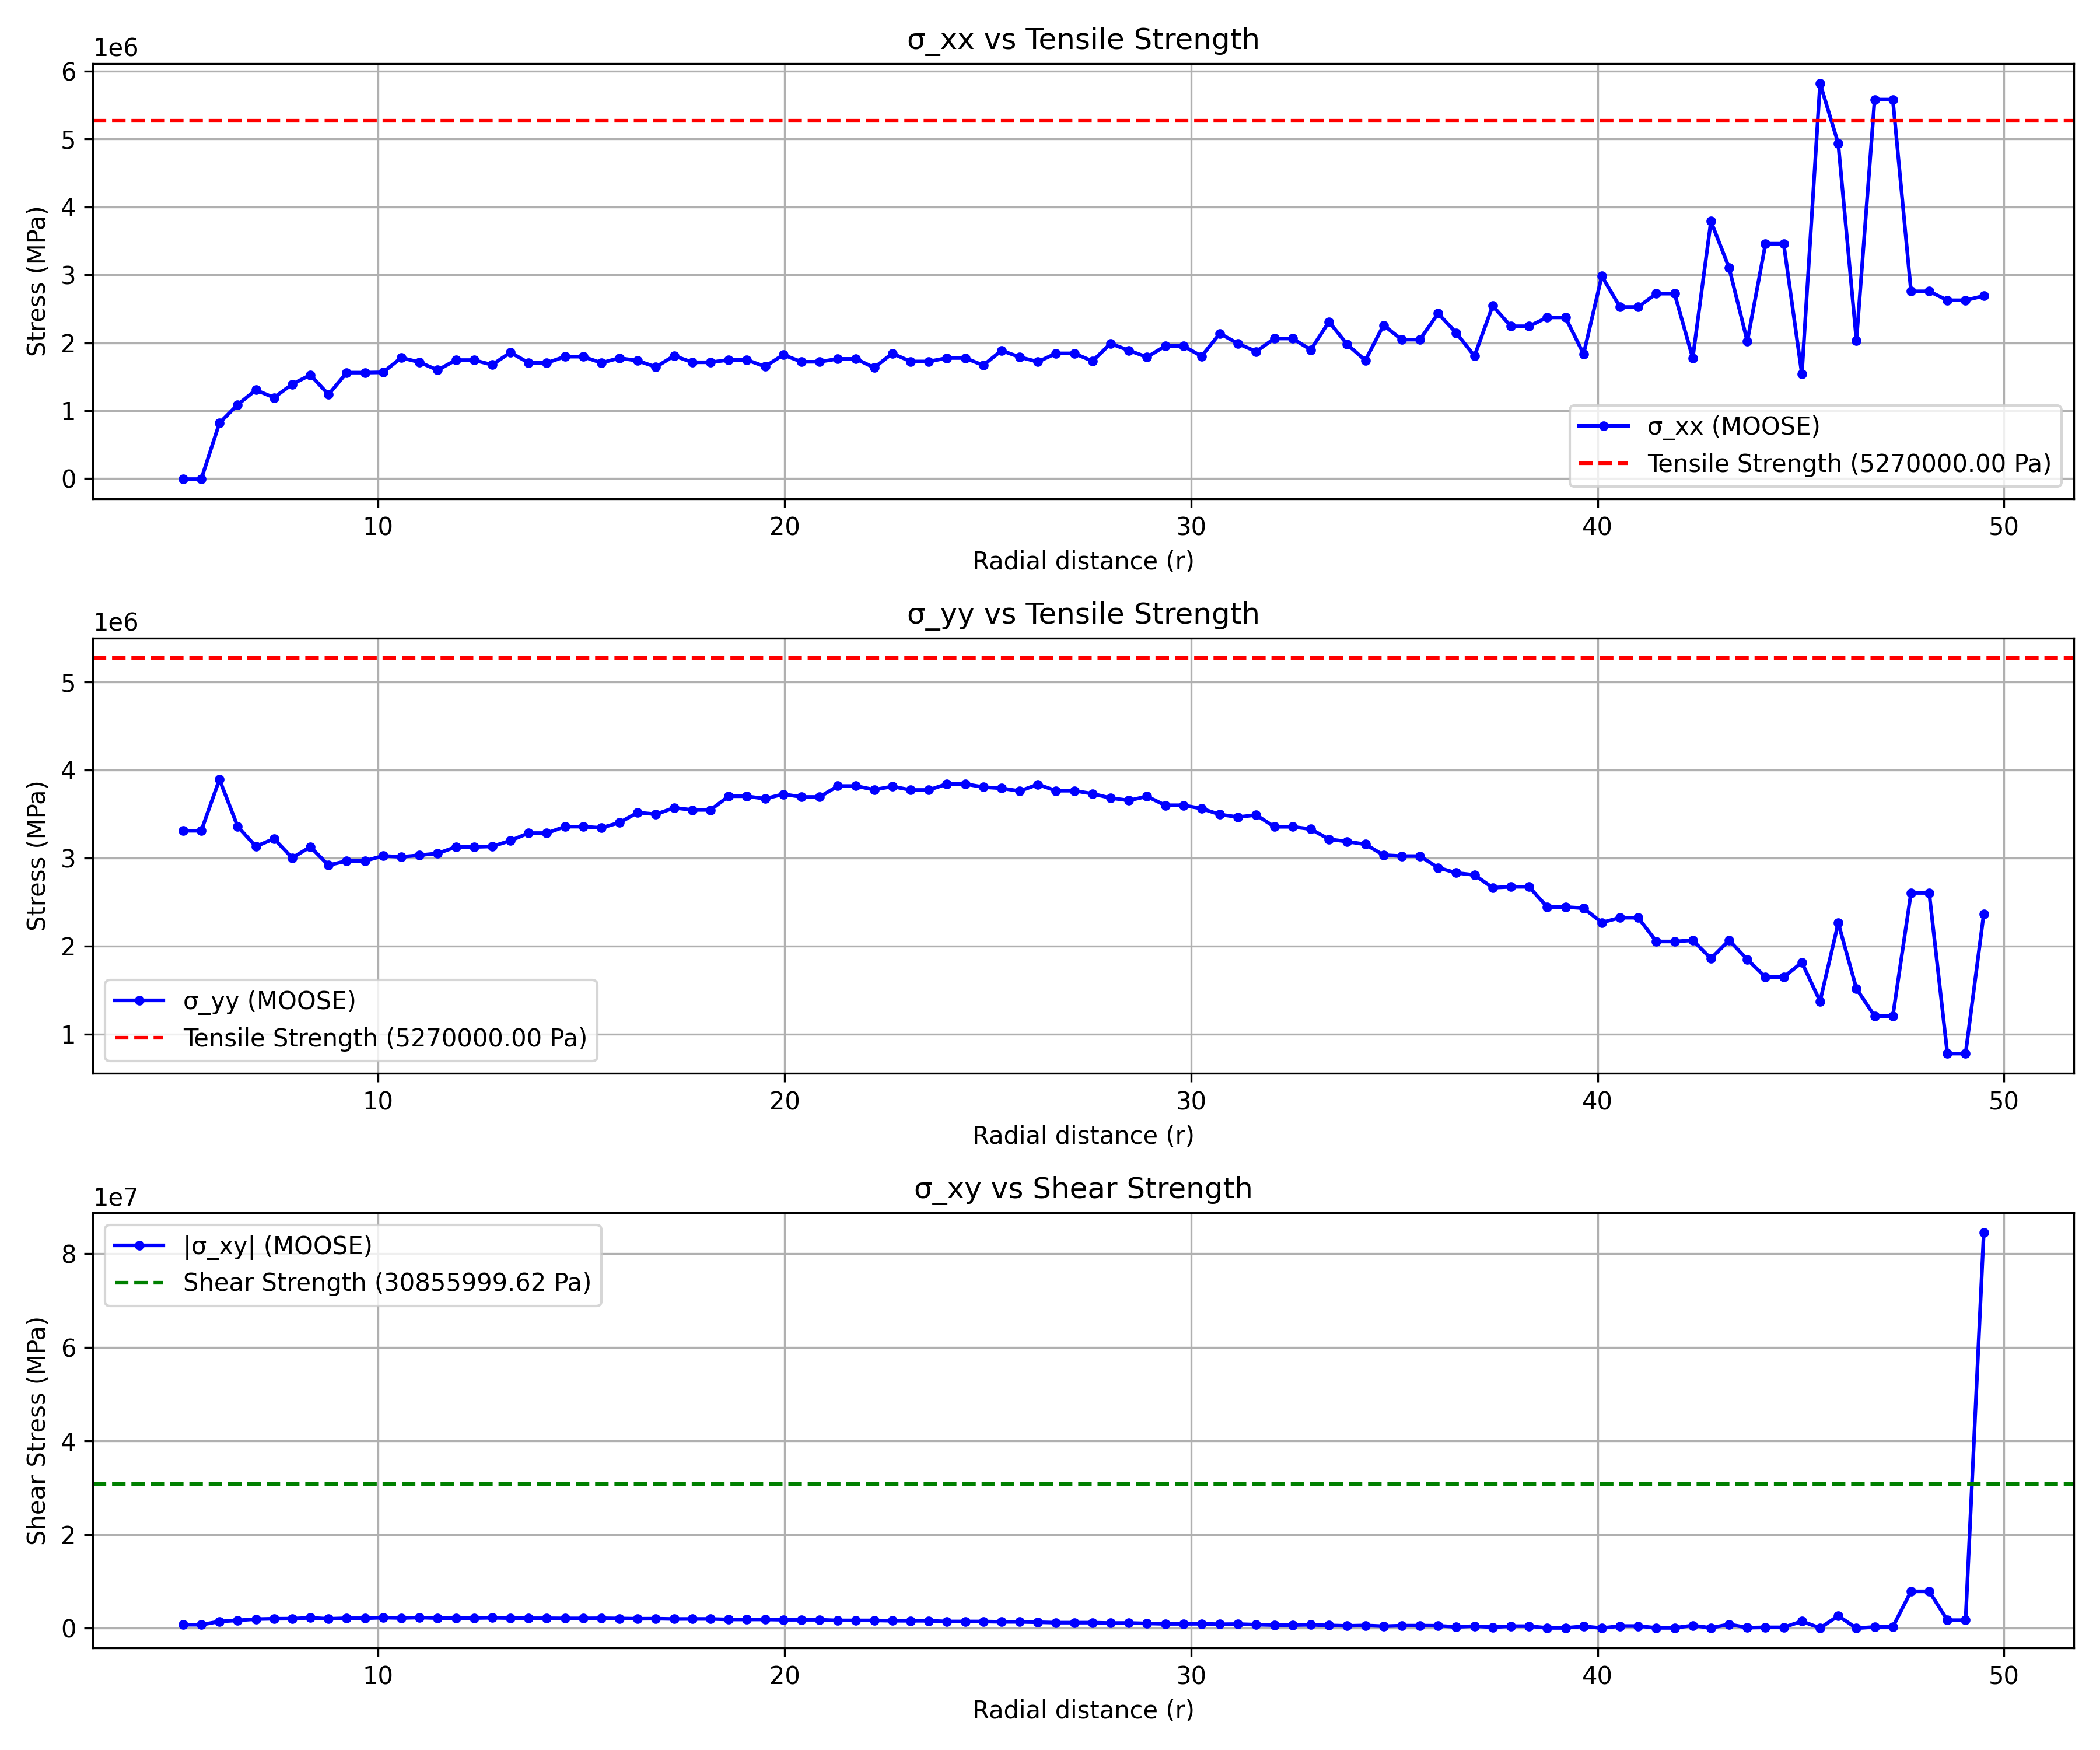 σ_xx vs Tensile Strength
1e6
6
5
4
3
2
1
0
Stress (MPa)
σ_xx (MOOSE)
Tensile Strength (5270000.00 Pa)
10 20 30 40 50
Radial distance (r)
σ_yy vs Tensile Strength
1e6
5
4
3
2
1
Stress (MPa)
σ_yy (MOOSE)
Tensile Strength (5270000.00 Pa)
10 20 30 40 50
Radial distance (r)
σ_xy vs Shear Strength
1e7
|σ_xy| (MOOSE)
Shear Strength (30855999.62 Pa)
8
6
4
2
0
Shear Stress (MPa)
10 20 30 40 50
Radial distance (r)